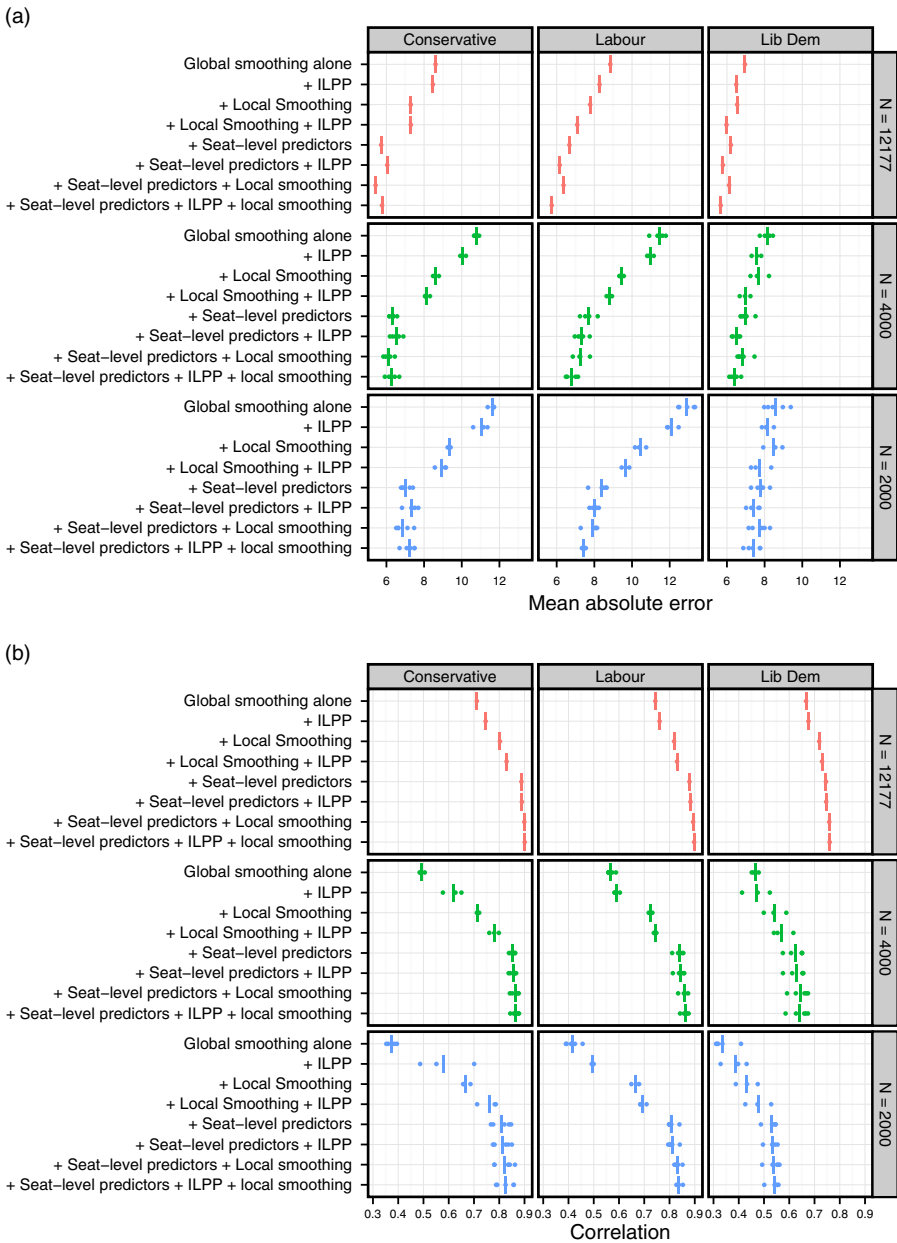 (a)
Conservative Labour Lib Dem
Global smoothing alone
+ ILPP
+ Local Smoothing
+ Local Smoothing + ILPP
+ Seat−level predictors
+ Seat−level predictors + ILPP
+ Seat−level predictors + Local smoothing
+ Seat−level predictors + ILPP + local smoothing
N = 12177
Global smoothing alone
+ ILPP
+ Local Smoothing
+ Local Smoothing + ILPP
+ Seat−level predictors
+ Seat−level predictors + ILPP
+ Seat−level predictors + Local smoothing
+ Seat−level predictors + ILPP + local smoothing
N = 4000
Global smoothing alone
+ ILPP
+ Local Smoothing
+ Local Smoothing + ILPP
+ Seat−level predictors
+ Seat−level predictors + ILPP
+ Seat−level predictors + Local smoothing
+ Seat−level predictors + ILPP + local smoothing
N = 2000
6 8 10 12 6 8 10 12 6 8 10 12
Mean absolute error
(b)
Conservative Labour Lib Dem
Global smoothing alone
+ ILPP
+ Local Smoothing
+ Local Smoothing + ILPP
+ Seat−level predictors
+ Seat−level predictors + ILPP
+ Seat−level predictors + Local smoothing
+ Seat−level predictors + ILPP + local smoothing
N = 12177
Global smoothing alone
+ ILPP
+ Local Smoothing
+ Local Smoothing + ILPP
+ Seat−level predictors
+ Seat−level predictors + ILPP
+ Seat−level predictors + Local smoothing
+ Seat−level predictors + ILPP + local smoothing
N = 4000
Global smoothing alone
+ ILPP
+ Local Smoothing
+ Local Smoothing + ILPP
+ Seat−level predictors
+ Seat−level predictors + ILPP
+ Seat−level predictors + Local smoothing
+ Seat−level predictors + ILPP + local smoothing
N = 2000
0.3 0.4 0.5 0.6 0.7 0.8 0.9 0.3 0.4 0.5 0.6 0.7 0.8 0.9 0.3 0.4 0.5 0.6 0.7 0.8 0.9
Correlation